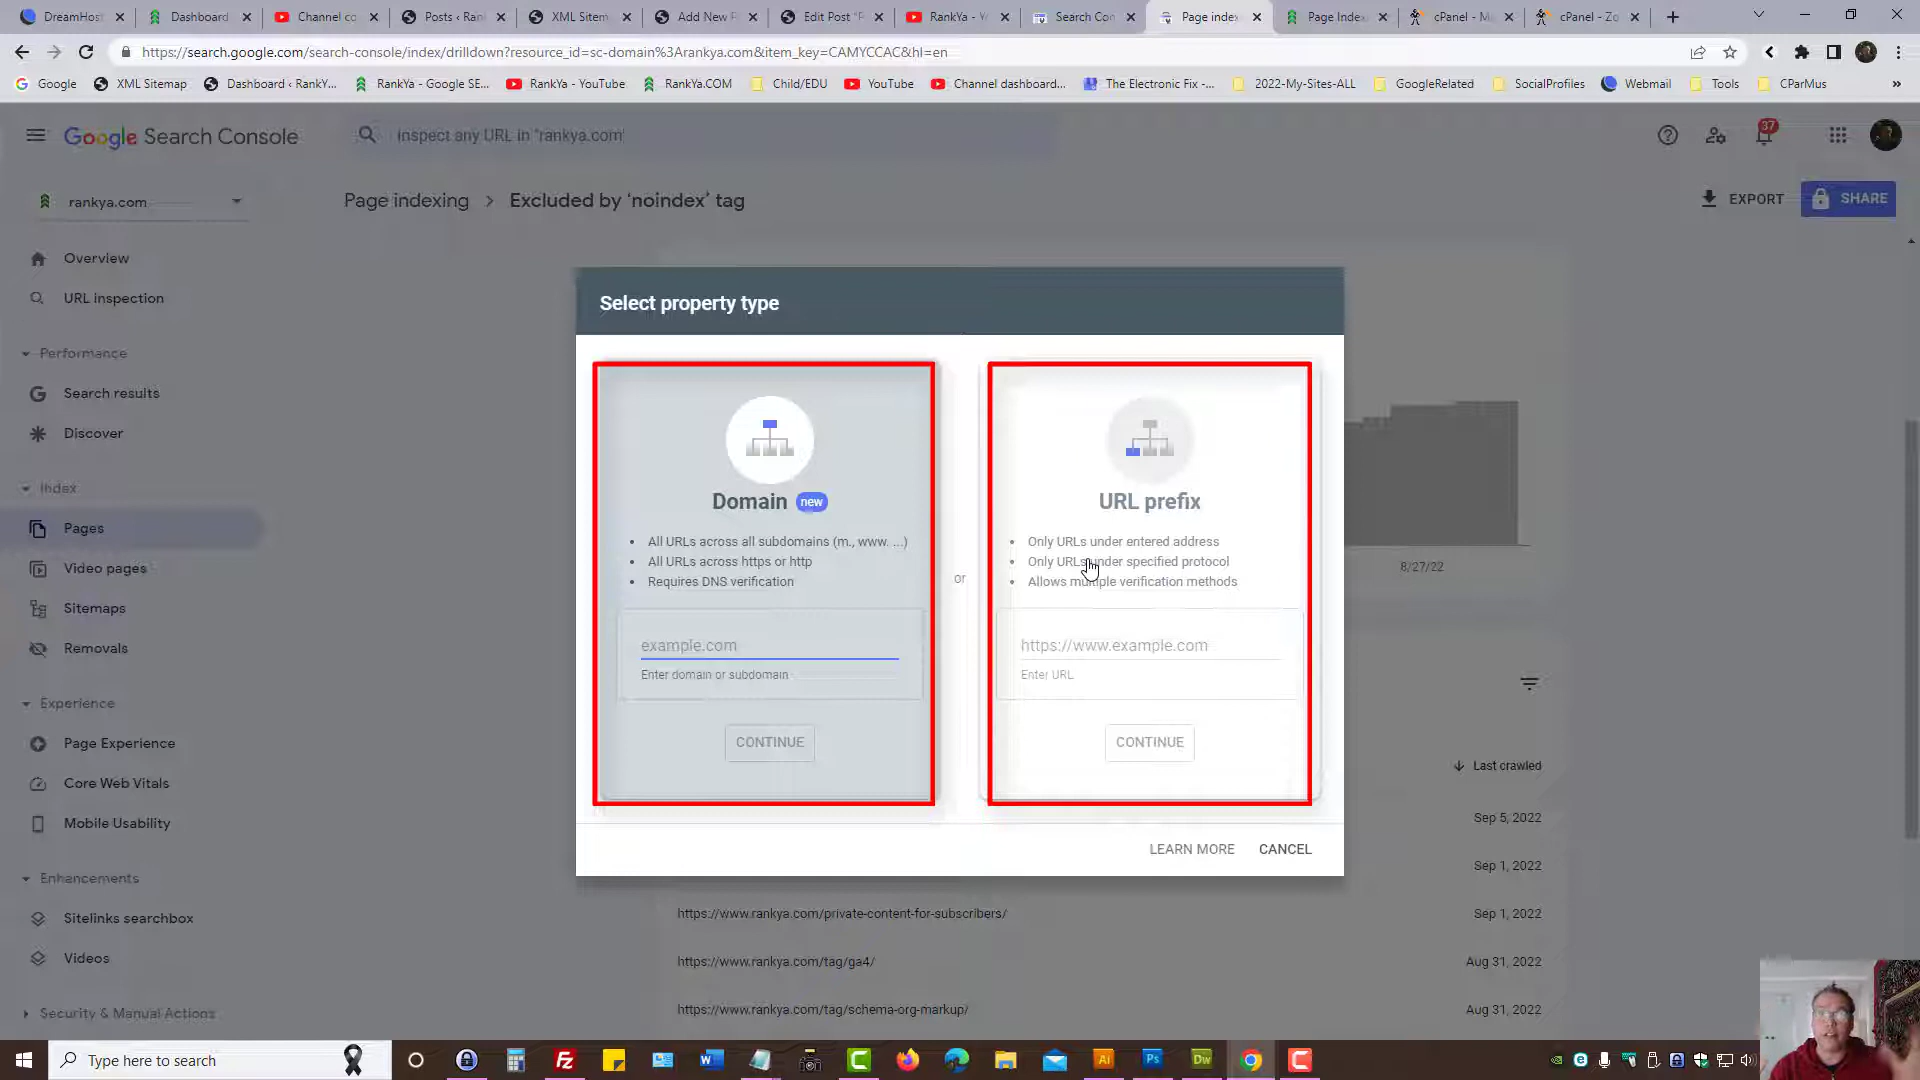 DreamHost
Dashboard
Channel co
Posts ‹ Ran
XML Sitem
Add New P
Edit Post "P
RankYa - Y
Search Con
Page index
Page Index
cPanel - M
cPanel - Zo
https://search.google.com/search-console/index/drilldown?resource_id=sc-domain%3Arankya.com&item_key=CAMYCCAC&hl=en
Google
XML Sitemap
Dashboard ‹ RankY...
RankYa - Google SE...
RankYa - YouTube
RankYa.COM
Child/EDU
YouTube
Channel dashboard...
The Electronic Fix -...
2022-My-Sites-ALL
GoogleRelated
SocialProfiles
Webmail
Tools
CParMus
»
Google Search Console
Inspect any URL in "rankya.com"
37
rankya.com
Page indexing > Excluded by 'noindex' tag
EXPORT
SHARE
Overview
URL inspection
Performance
Search results
Discover
Index
Pages
Video pages
Sitemaps
Removals
Experience
Page Experience
Core Web Vitals
Mobile Usability
Enhancements
Sitelinks searchbox
Videos
Security & Manual Actions
Select property type
Domain new
• All URLs across all subdomains (m., www. ...)
• All URLs across https or http
• Requires DNS verification
example.com
Enter domain or subdomain
CONTINUE
or
URL prefix
• Only URLs under entered address
• Only URLs under specified protocol
• Allows multiple verification methods
https://www.example.com
Enter URL
CONTINUE
LEARN MORE
CANCEL
8/27/22
Last crawled
Sep 5, 2022
Sep 1, 2022
https://www.rankya.com/private-content-for-subscribers/
Sep 1, 2022
https://www.rankya.com/tag/ga4/
Aug 31, 2022
https://www.rankya.com/tag/schema-org-markup/
Aug 31, 2022
Type here to search
Fz
W
C
Ai
Ps
Dw
C